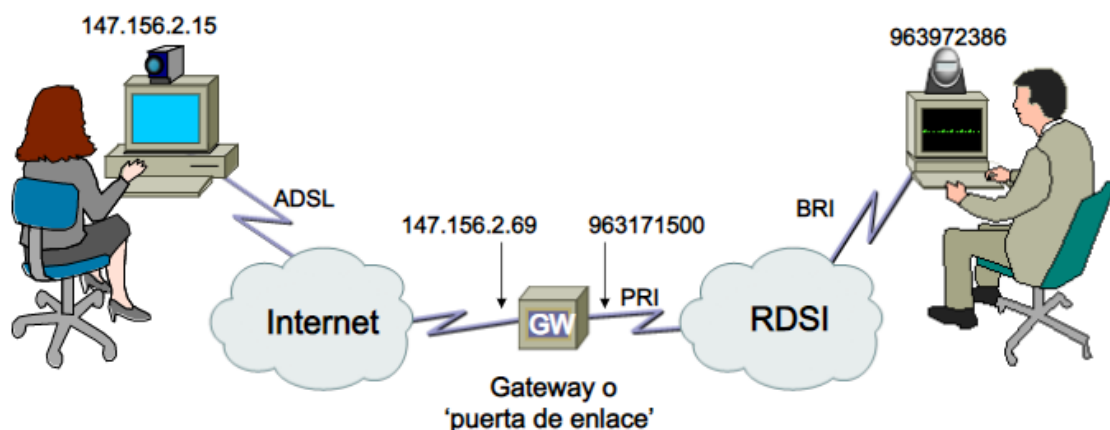 147.156.2.15
963972386
ADSL
BRI
147.156.2.69
963171500
PRI
Internet
GW
RDSI
Gateway o
‘puerta de enlace’